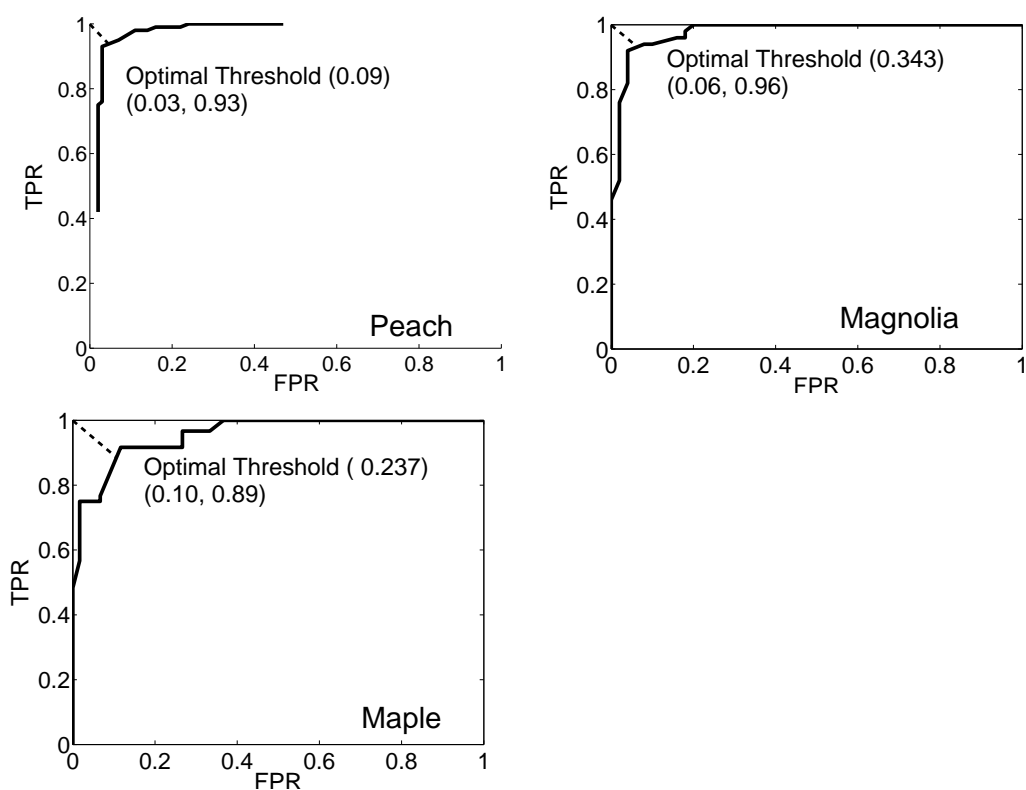 1
0.8
0.6
0.4
0.2
0
TPR
Optimal Threshold (0.09)
(0.03, 0.93)
Peach
0 0.2 0.4 0.6 0.8 1
FPR
1
0.8
0.6
0.4
0.2
0
TPR
Optimal Threshold (0.343)
(0.06, 0.96)
Magnolia
0 0.2 0.4 0.6 0.8 1
FPR
1
0.8
0.6
0.4
0.2
0
TPR
Optimal Threshold ( 0.237)
(0.10, 0.89)
Maple
0 0.2 0.4 0.6 0.8 1
FPR